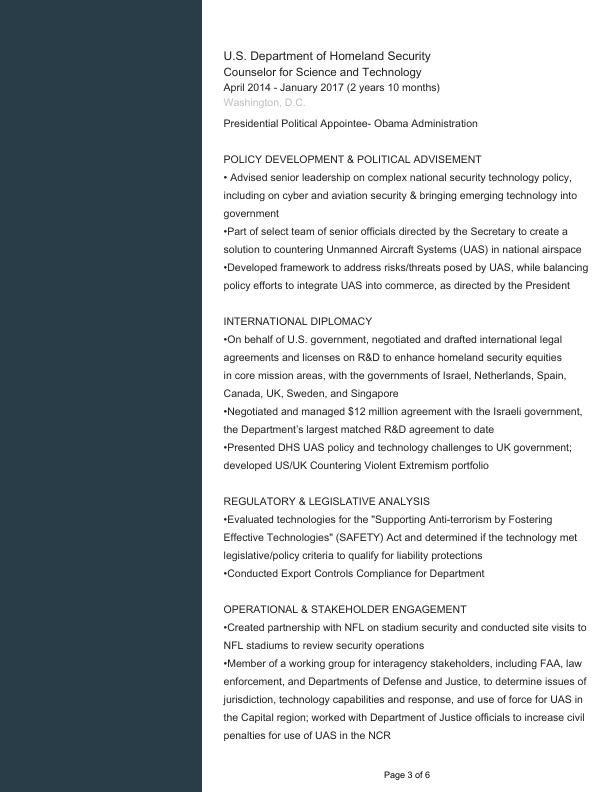 U.S. Department of Homeland Security
Counselor for Science and Technology
April 2014 - January 2017 (2 years 10 months)
Washington, D.C.
Presidential Political Appointee- Obama Administration
POLICY DEVELOPMENT & POLITICAL ADVISEMENT
• Advised senior leadership on complex national security technology policy,
including on cyber and aviation security & bringing emerging technology into
government
•Part of select team of senior officials directed by the Secretary to create a
solution to countering Unmanned Aircraft Systems (UAS) in national airspace
•Developed framework to address risks/threats posed by UAS, while balancing
policy efforts to integrate UAS into commerce, as directed by the President
INTERNATIONAL DIPLOMACY
•On behalf of U.S. government, negotiated and drafted international legal
agreements and licenses on R&D to enhance homeland security equities
in core mission areas, with the governments of Israel, Netherlands, Spain,
Canada, UK, Sweden, and Singapore
•Negotiated and managed $12 million agreement with the Israeli government,
the Department's largest matched R&D agreement to date
•Presented DHS UAS policy and technology challenges to UK government;
developed US/UK Countering Violent Extremism portfolio
REGULATORY & LEGISLATIVE ANALYSIS
•Evaluated technologies for the "Supporting Anti-terrorism by Fostering
Effective Technologies" (SAFETY) Act and determined if the technology met
legislative/policy criteria to qualify for liability protections
•Conducted Export Controls Compliance for Department
OPERATIONAL & STAKEHOLDER ENGAGEMENT
•Created partnership with NFL on stadium security and conducted site visits to
NFL stadiums to review security operations
•Member of a working group for interagency stakeholders, including FAA, law
enforcement, and Departments of Defense and Justice, to determine issues of
jurisdiction, technology capabilities and response, and use of force for UAS in
the Capital region; worked with Department of Justice officials to increase civil
penalties for use of UAS in the NCR
Page 3 of 6